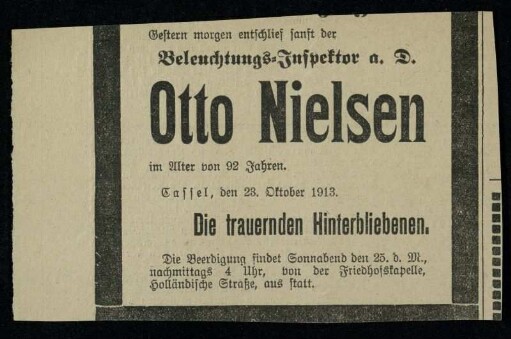 Gestern morgen entschlief sanft der
Beleuchtungs-Inspektor a. D.
Otto Nielsen
im Alter von 92 Jahren.
Cassel, den 23. Oktober 1913.
Die trauernden Hinterbliebenen.
Die Beerdigung findet Sonnabend den 25. d. M.,
nachmittags 4 Uhr, von der Friedhofskapelle,
Holländische Straße, aus statt.